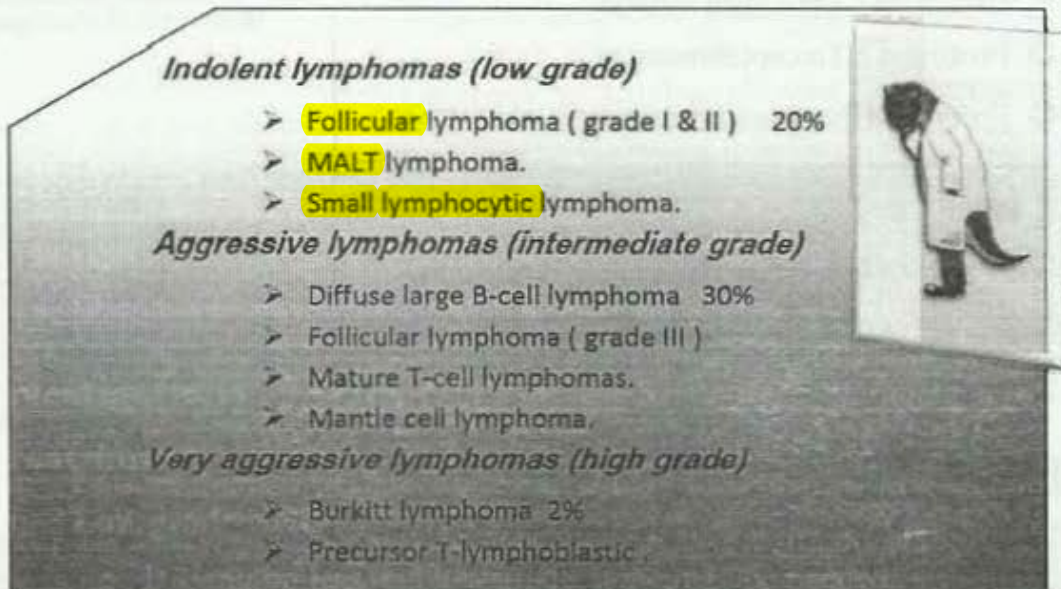 Indolent lymphomas (low grade)
➢ Follicular lymphoma ( grade I & II ) 20%
➢ MALT lymphoma.
➢ Small lymphocytic lymphoma.
Aggressive lymphomas (intermediate grade)
➢ Diffuse large B-cell lymphoma 30%
➢ Follicular lymphoma ( grade III )
➢ Mature T-cell lymphomas.
➢ Mantle cell lymphoma.
Very aggressive lymphomas (high grade)
➢ Burkitt lymphoma 2%
➢ Precursor T-lymphoblastic .